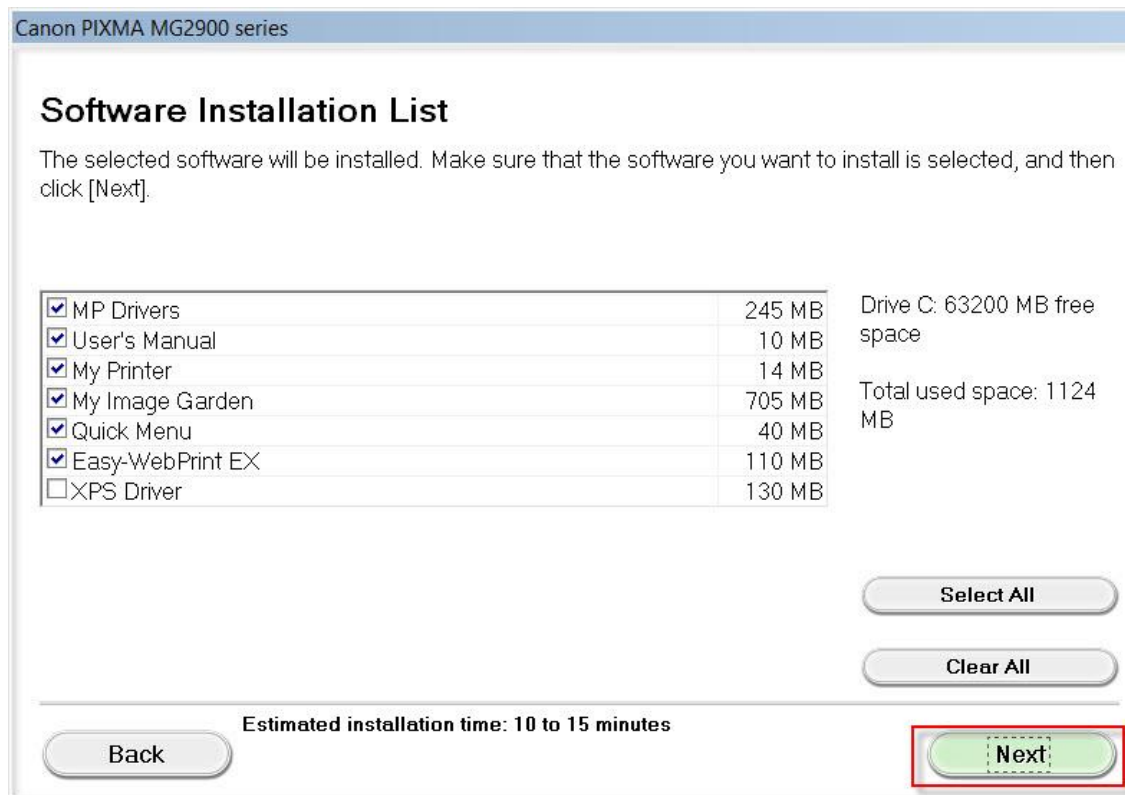 Canon PIXMA MG2900 series
Software Installation List
The selected software will be installed. Make sure that the software you want to install is selected, and then
click [Next].
MP Drivers 245 MB
User's Manual 10 MB
My Printer 14 MB
My Image Garden 705 MB
Quick Menu 40 MB
Easy-WebPrint EX 110 MB
XPS Driver 130 MB
Drive C: 63200 MB free
space
Total used space: 1124
MB
Select All
Clear All
Estimated installation time: 10 to 15 minutes
Back
Next